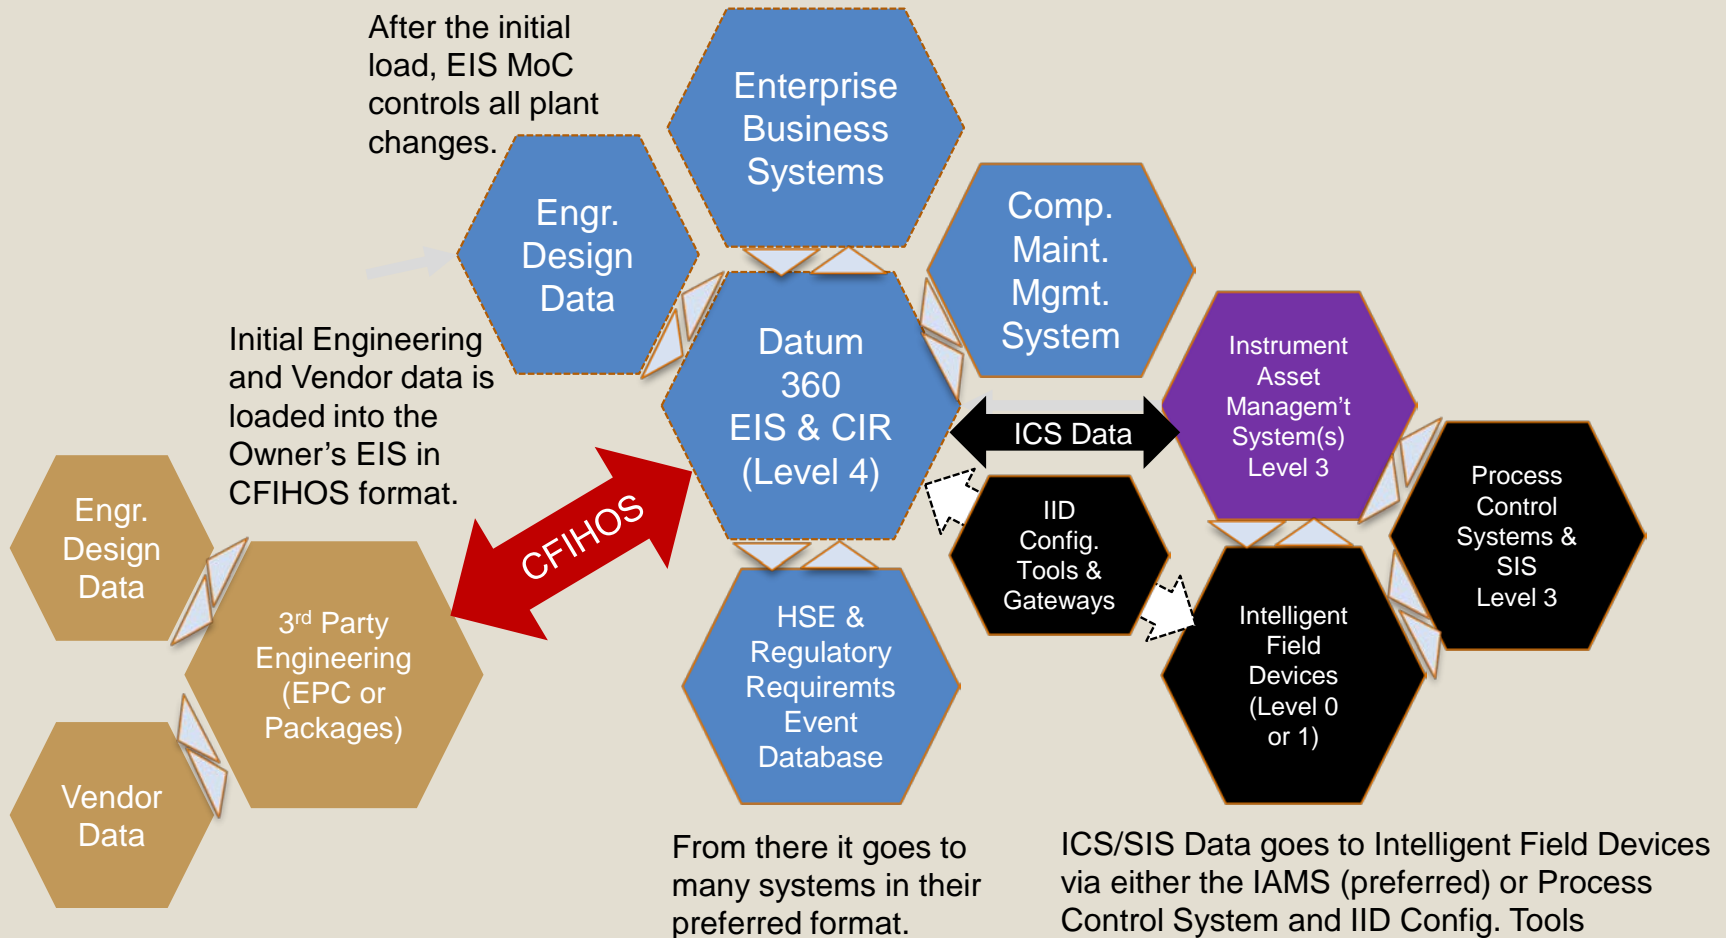 After the initial
load, EIS MoC
controls all plant
changes.
Enterprise
Business
Systems
Engr.
Design
Data
Comp.
Maint.
Mgmt.
System
Initial Engineering
and Vendor data is
loaded into the
Owner’s EIS in
CFIHOS format.
Datum
360
EIS & CIR
(Level 4)
ICS Data
Instrument
Asset
Managem’t
System(s)
Level 3
Process
Control
Systems &
SIS
Level 3
Engr.
Design
Data
CFIHOS
IID
Config.
Tools &
Gateways
3rd Party
Engineering
(EPC or
Packages)
HSE &
Regulatory
Requiremts
Event
Database
Intelligent
Field
Devices
(Level 0
or 1)
Vendor
Data
From there it goes to
many systems in their
preferred format.
ICS/SIS Data goes to Intelligent Field Devices
via either the IAMS (preferred) or Process
Control System and IID Config. Tools